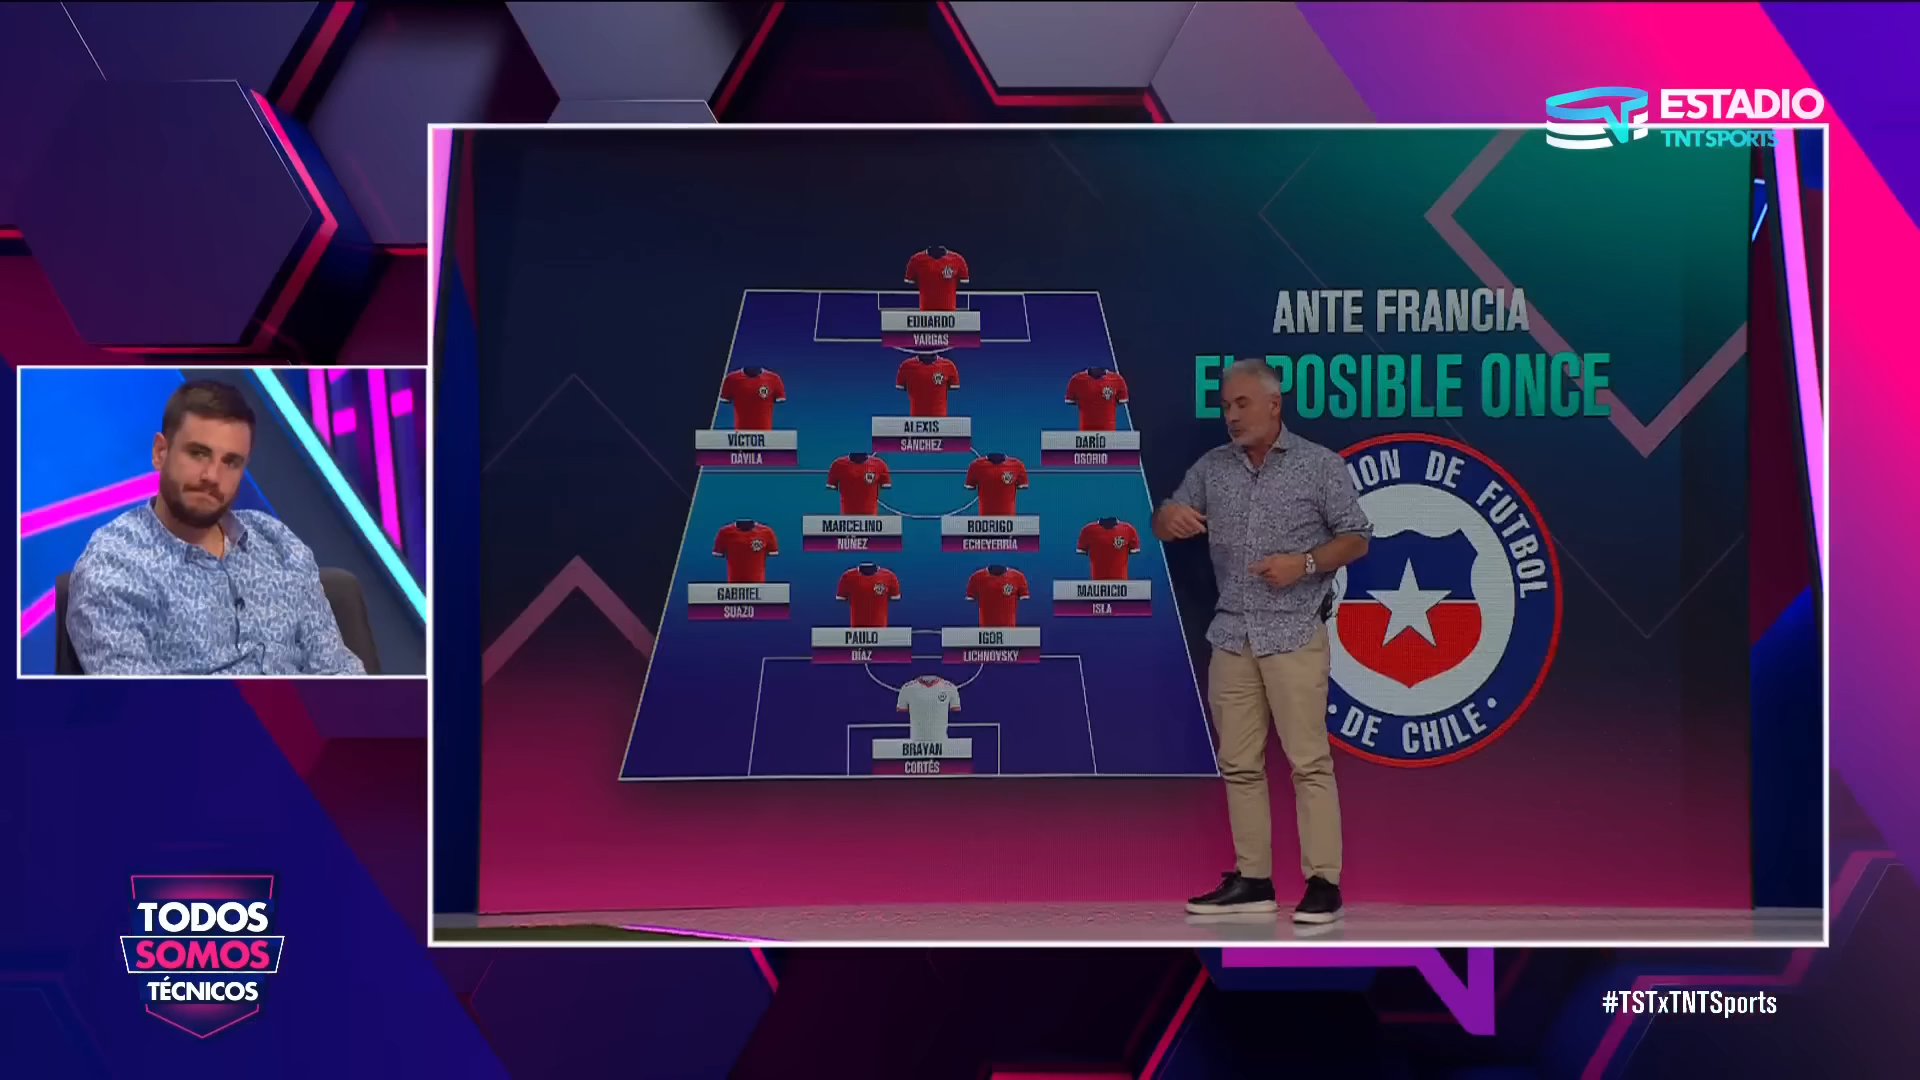 ESTADIO
TNT SPORTS
ANTE FRANCIA
EL POSIBLE ONCE
EDUARDO
VARGAS
VÍCTOR
DÁVILA
ALEXIS
SÁNCHEZ
DARÍO
OSORIO
MARCELINO
NÚÑEZ
RODRIGO
ECHEVERRÍA
GABRIEL
SUAZO
MAURICIO
ISLA
PAULO
DÍAZ
IGOR
LICHNOVSKY
BRAYAN
CORTÉS
DE FUTBOL
• DE CHILE •
TODOS
SOMOS
TÉCNICOS
#TSTxTNTSports